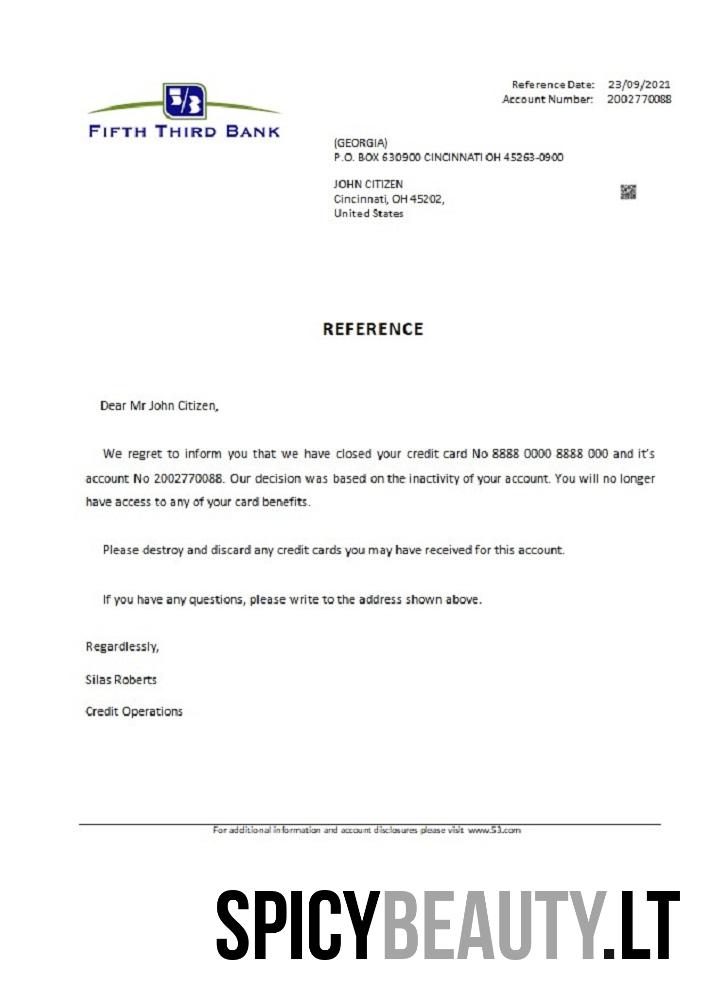 Reference Date: 23/09/2021
Account Number: 2002770088
5/3
FIFTH THIRD BANK
(GEORGIA)
P.O. BOX 630900 CINCINNATI OH 45263-0900
JOHN CITIZEN
Cincinnati, OH 45202,
United States
REFERENCE
Dear Mr John Citizen,
We regret to inform you that we have closed your credit card No 8888 0000 8888 000 and it's
account No 2002770088. Our decision was based on the inactivity of your account. You will no longer
have access to any of your card benefits.
Please destroy and discard any credit cards you may have received for this account.
If you have any questions, please write to the address shown above.
Regardlessly,
Silas Roberts
Credit Operations
For additional information and account disclosures please visit www.53.com
SPICYBEAUTY.LT